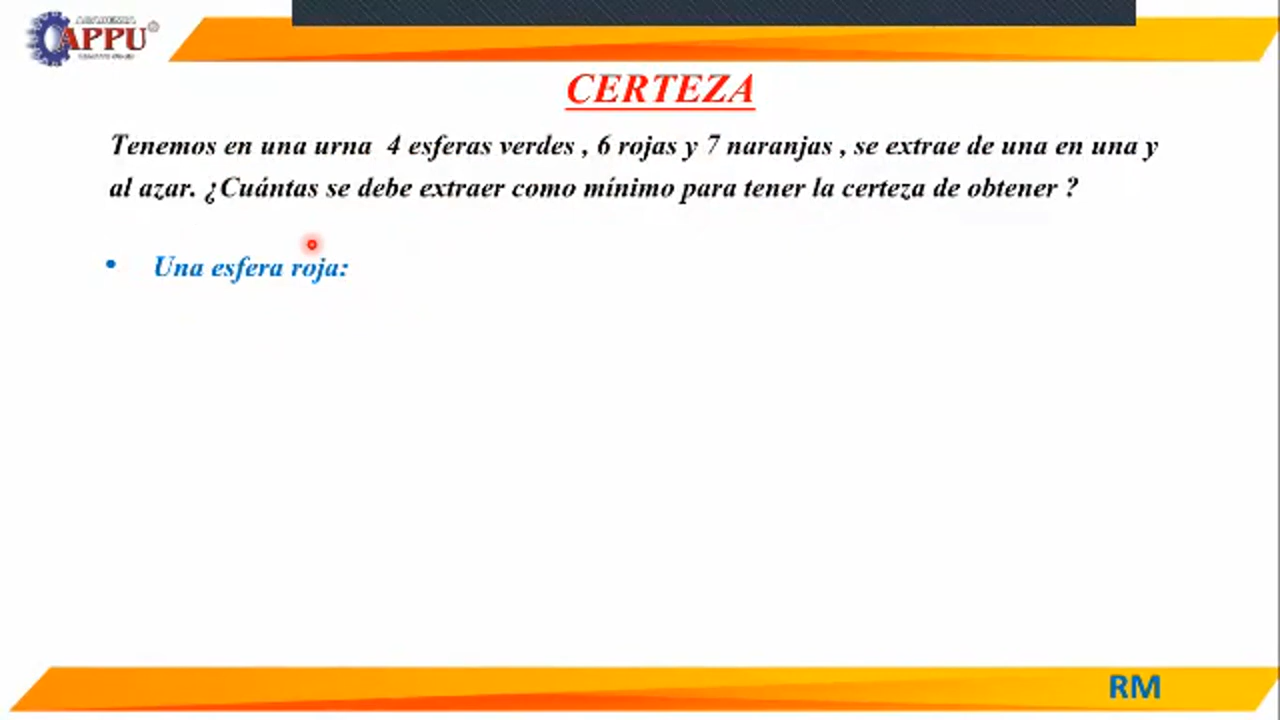 ACADEMIA
APPU
CERTEZA
Tenemos en una urna 4 esferas verdes , 6 rojas y 7 naranjas , se extrae de una en una y
al azar. ¿Cuántas se debe extraer como mínimo para tener la certeza de obtener ?
• Una esfera roja:
RM